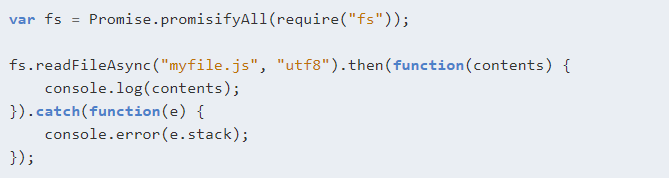 var fs = Promise.promisifyAll(require("fs"));
fs.readFileAsync("myfile.js", "utf8").then(function(contents) {
    console.log(contents);
}).catch(function(e) {
    console.error(e.stack);
});